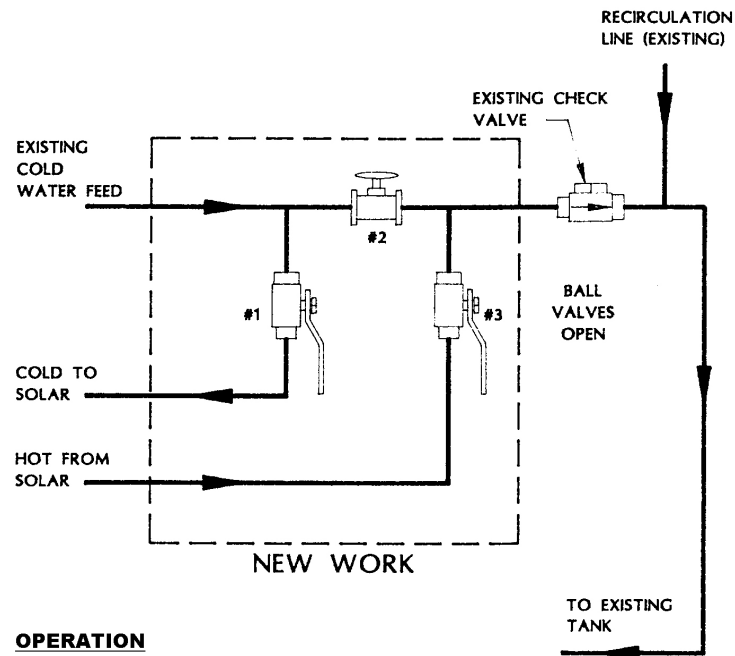 RECIRCULATION
LINE (EXISTING)
EXISTING CHECK
VALVE
EXISTING
COLD
WATER FEED
#2
#1
#3
BALL
VALVES
OPEN
COLD TO
SOLAR
HOT FROM
SOLAR
NEW WORK
TO EXISTING
TANK
OPERATION